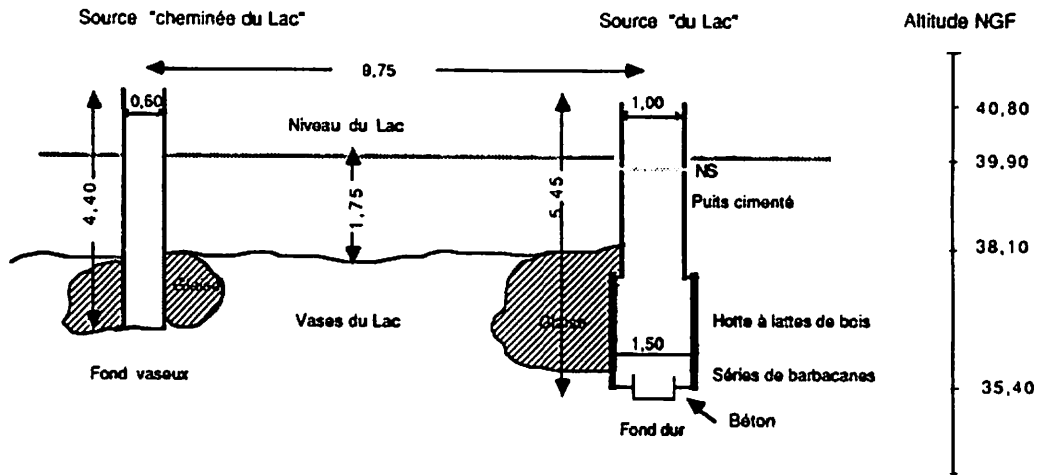 Source "cheminée du Lac"
Source "du Lac"
Altitude NGF
9,75
0,60
1,00
40,80
Niveau du Lac
39,90
NS
4,40
1,75
5,45
Puits cimenté
38,10
Glaise
Vases du Lac
Glaise
Hotte à lattes de bois
1,50
Fond vaseux
Séries de barbacanes
35,40
Béton
Fond dur